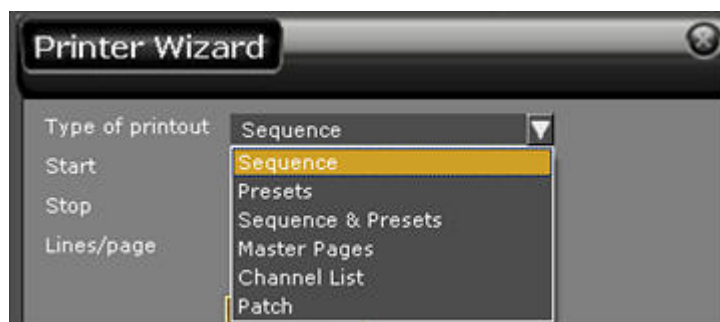 Printer Wizard
Type of printout Sequence
Start
Stop
Lines/page
Sequence
Presets
Sequence & Presets
Master Pages
Channel List
Patch